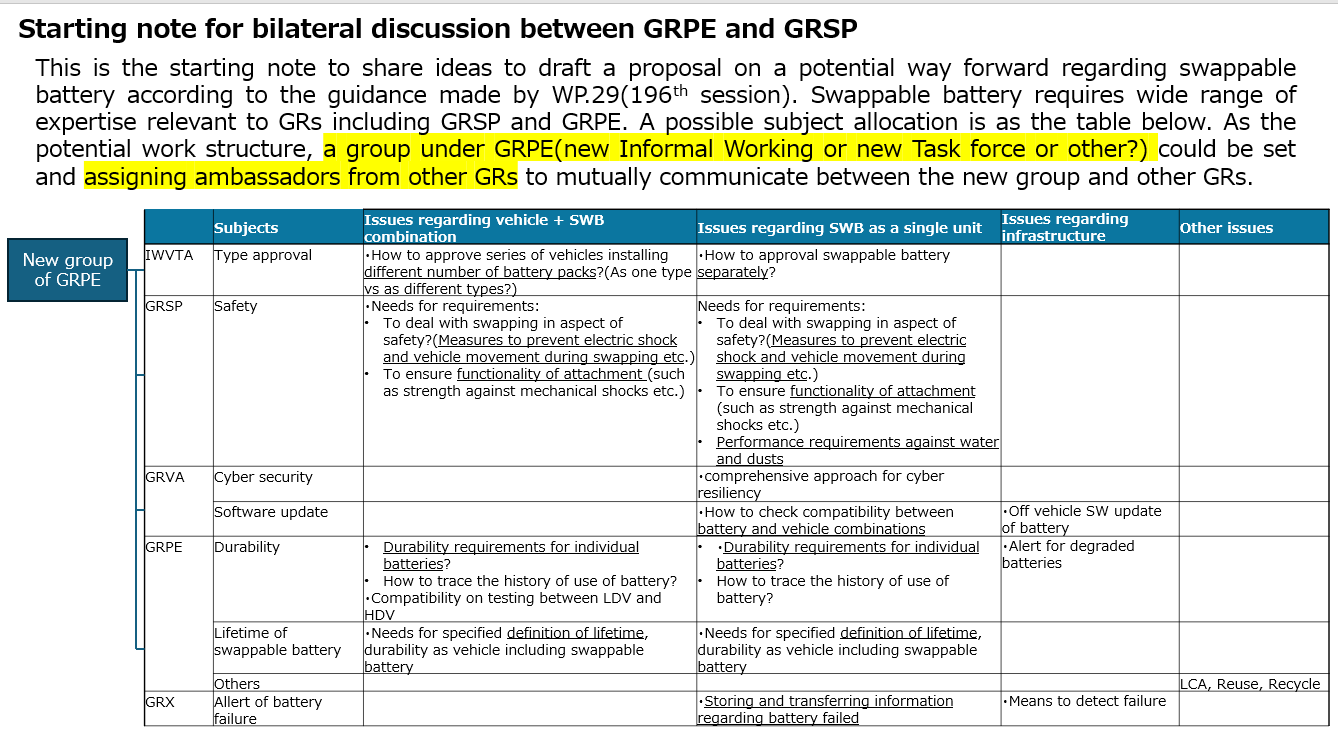 Starting note for bilateral discussion between GRPE and GRSP
This is the starting note to share ideas to draft a proposal on a potential way forward regarding swappable
battery according to the guidance made by WP.29(196th session). Swappable battery requires wide range of
expertise relevant to GRs including GRSP and GRPE. A possible subject allocation is as the table below. As the
potential work structure, a group under GRPE(new Informal Working or new Task force or other?) could be set
and assigning ambassadors from other GRs to mutually communicate between the new group and other GRs.
New group
of GRPE
Subjects
Issues regarding vehicle + SWB
combination
Issues regarding SWB as a single unit
Issues regarding
infrastructure
Other issues
IWVTA
Type approval
・How to approve series of vehicles installing
different number of battery packs?(As one type
vs as different types?)
・How to approval swappable battery
separately?
GRSP
Safety
・Needs for requirements:
• To deal with swapping in aspect of
safety?(Measures to prevent electric shock
and vehicle movement during swapping etc.)
• To ensure functionality of attachment (such
as strength against mechanical shocks etc.)
Needs for requirements:
• To deal with swapping in aspect of
safety?(Measures to prevent electric
shock and vehicle movement during
swapping etc.)
• To ensure functionality of attachment
(such as strength against mechanical
shocks etc.)
• Performance requirements against water
and dusts
GRVA
Cyber security
・comprehensive approach for cyber
resiliency
Software update
・How to check compatibility between
battery and vehicle combinations
・Off vehicle SW update
of battery
GRPE
Durability
• Durability requirements for individual
batteries?
• How to trace the history of use of battery?
・Compatibility on testing between LDV and
HDV
• ・Durability requirements for individual
batteries?
• How to trace the history of use of
battery?
・Alert for degraded
batteries
Lifetime of
swappable battery
・Needs for specified definition of lifetime,
durability as vehicle including swappable
battery
・Needs for specified definition of lifetime,
durability as vehicle including swappable
battery
Others
LCA, Reuse, Recycle
GRX
Allert of battery
failure
・Storing and transferring information
regarding battery failed
・Means to detect failure